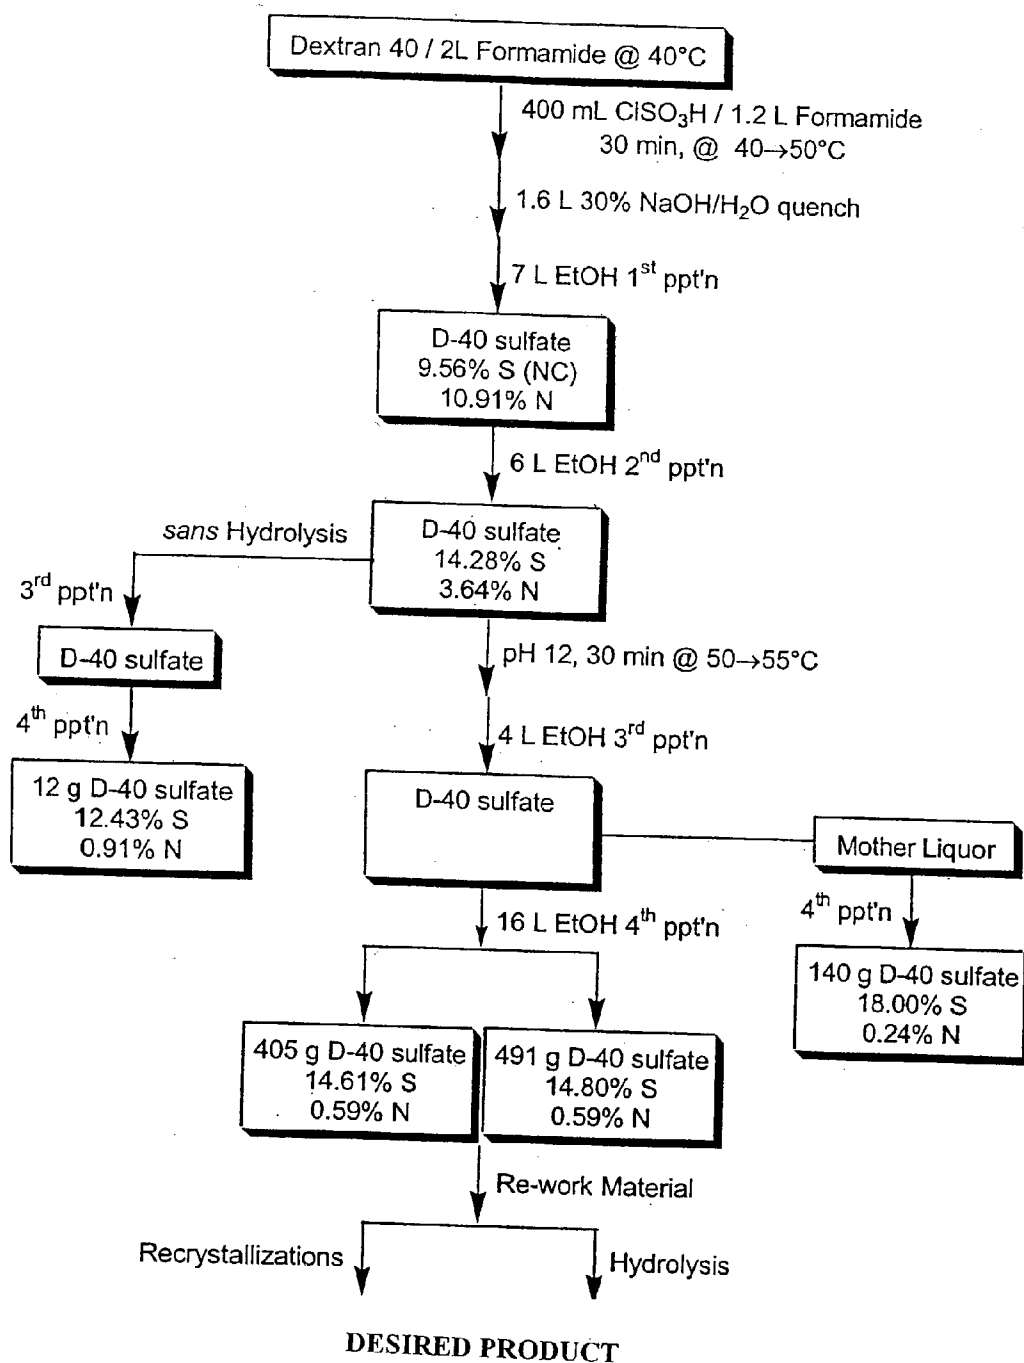 Dextran 40 / 2L Formamide @ 40°C
400 mL ClSO₃H / 1.2 L Formamide
30 min, @ 40→50°C
1.6 L 30% NaOH/H₂O quench
7 L EtOH 1st ppt'n
D-40 sulfate
9.56% S (NC)
10.91% N
6 L EtOH 2nd ppt'n
sans Hydrolysis
D-40 sulfate
14.28% S
3.64% N
3rd ppt'n
D-40 sulfate
pH 12, 30 min @ 50→55°C
4th ppt'n
4 L EtOH 3rd ppt'n
12 g D-40 sulfate
12.43% S
0.91% N
D-40 sulfate
Mother Liquor
16 L EtOH 4th ppt'n
4th ppt'n
140 g D-40 sulfate
18.00% S
0.24% N
405 g D-40 sulfate
14.61% S
0.59% N
491 g D-40 sulfate
14.80% S
0.59% N
Re-work Material
Recrystallizations
Hydrolysis
DESIRED PRODUCT